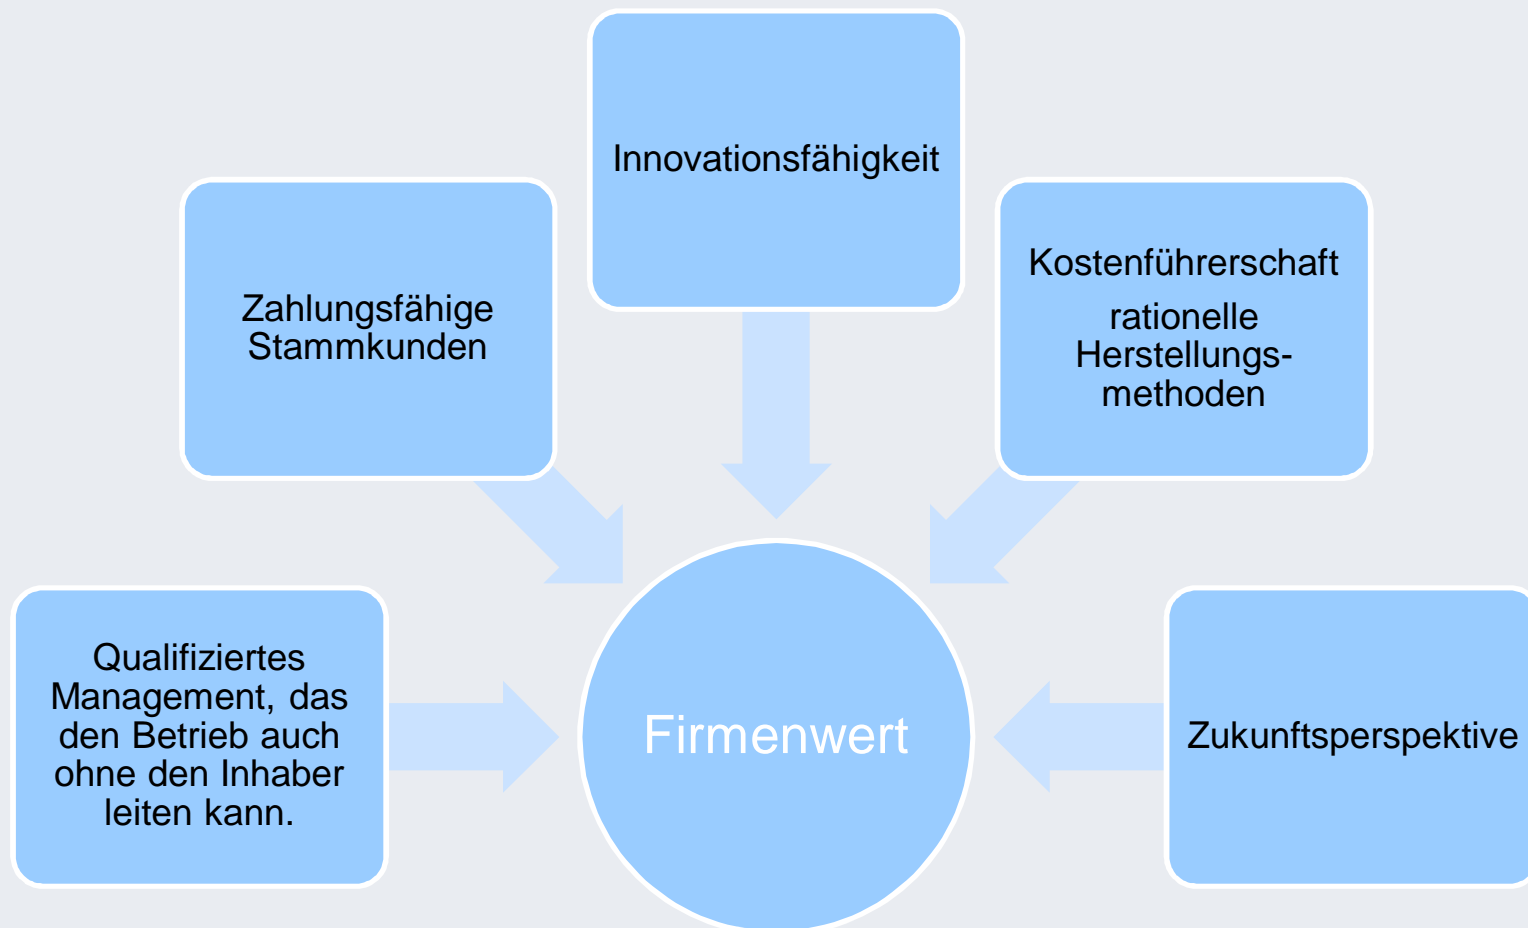 Innovationsfähigkeit
Zahlungsfähige
Stammkunden
Kostenführerschaft
rationelle
Herstellungs-
methoden
Qualifiziertes
Management, das
den Betrieb auch
ohne den Inhaber
leiten kann.
Firmenwert
Zukunftsperspektive